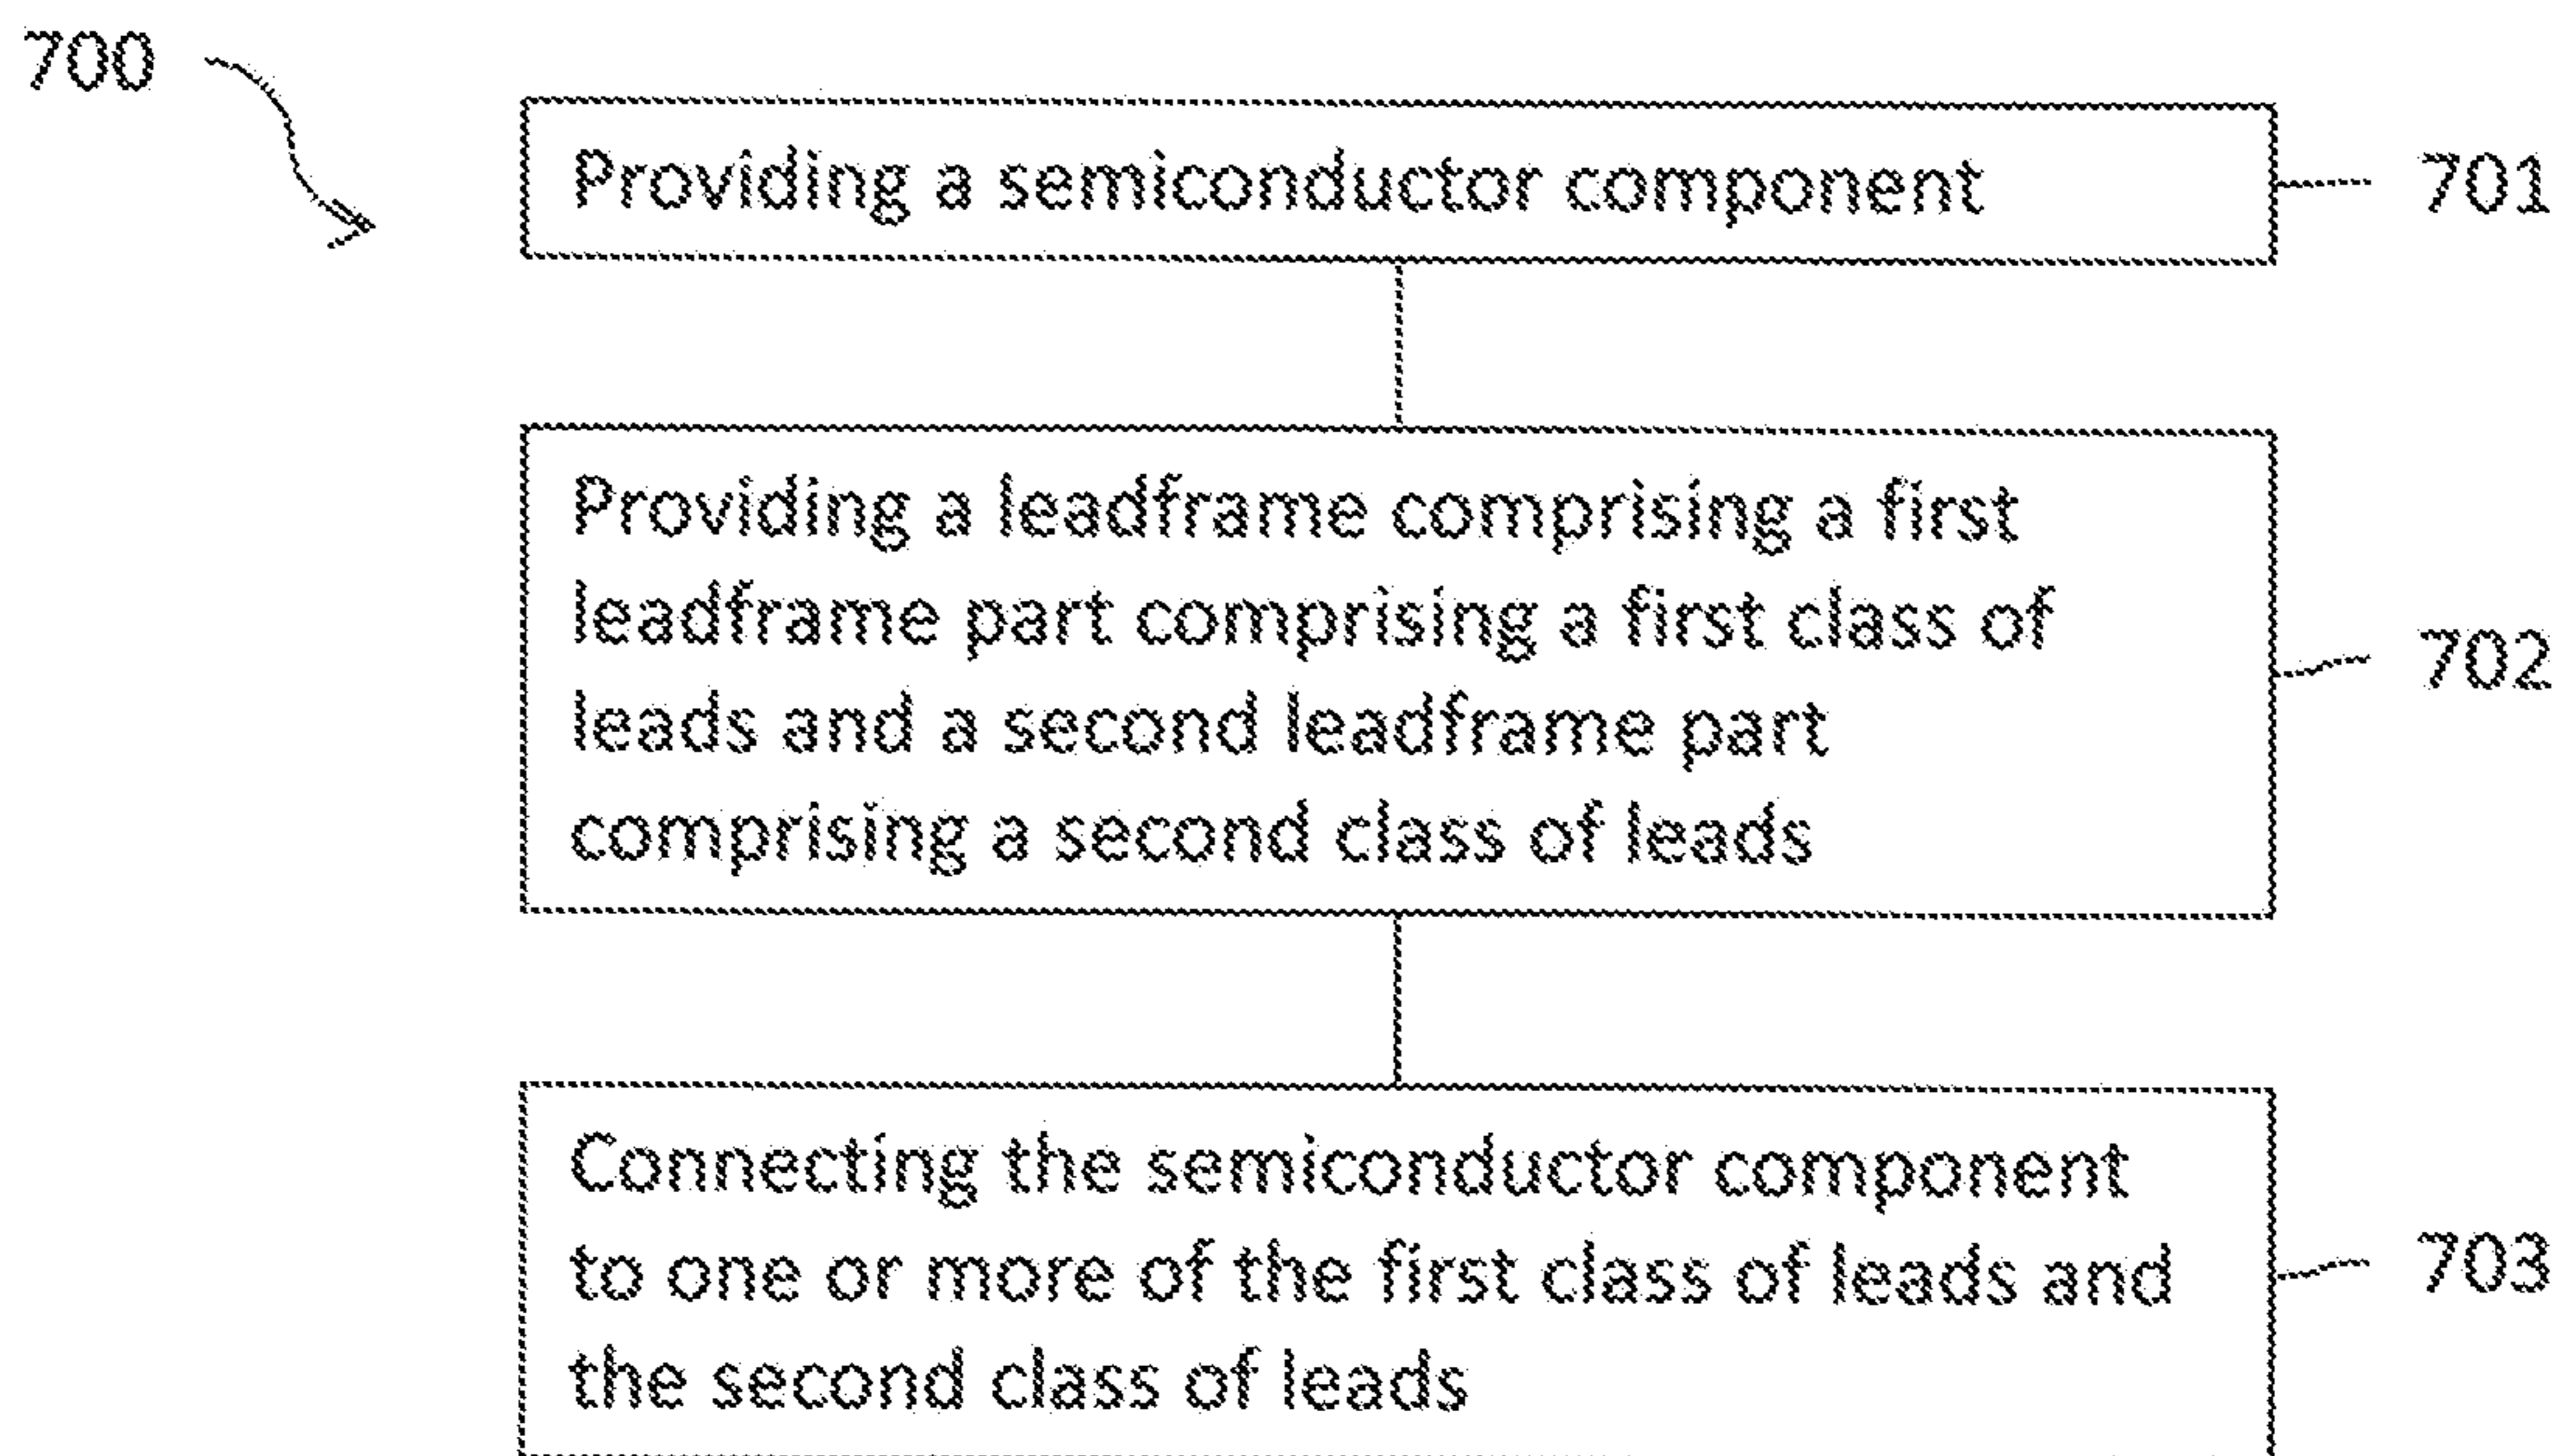 700
Providing a semiconductor component
701
Providing a leadframe comprising a first
leadframe part comprising a first class of
leads and a second leadframe part
comprising a second class of leads
702
Connecting the semiconductor component
to one or more of the first class of leads and
the second class of leads
703